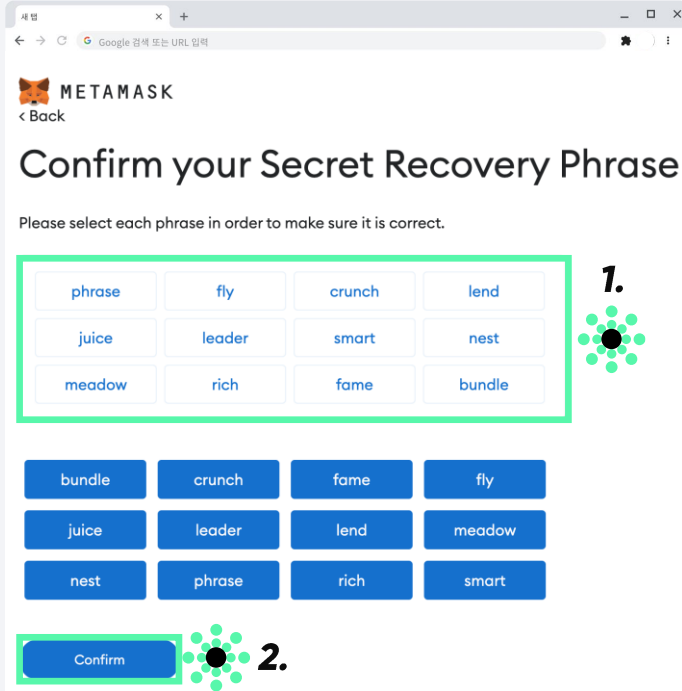 새 탭
Google 검색 또는 URL 입력
METAMASK
< Back
Confirm your Secret Recovery Phrase
Please select each phrase in order to make sure it is correct.
1.
phrase fly crunch lend
juice leader smart nest
meadow rich fame bundle
bundle crunch fame fly
juice leader lend meadow
nest phrase rich smart
Confirm
2.